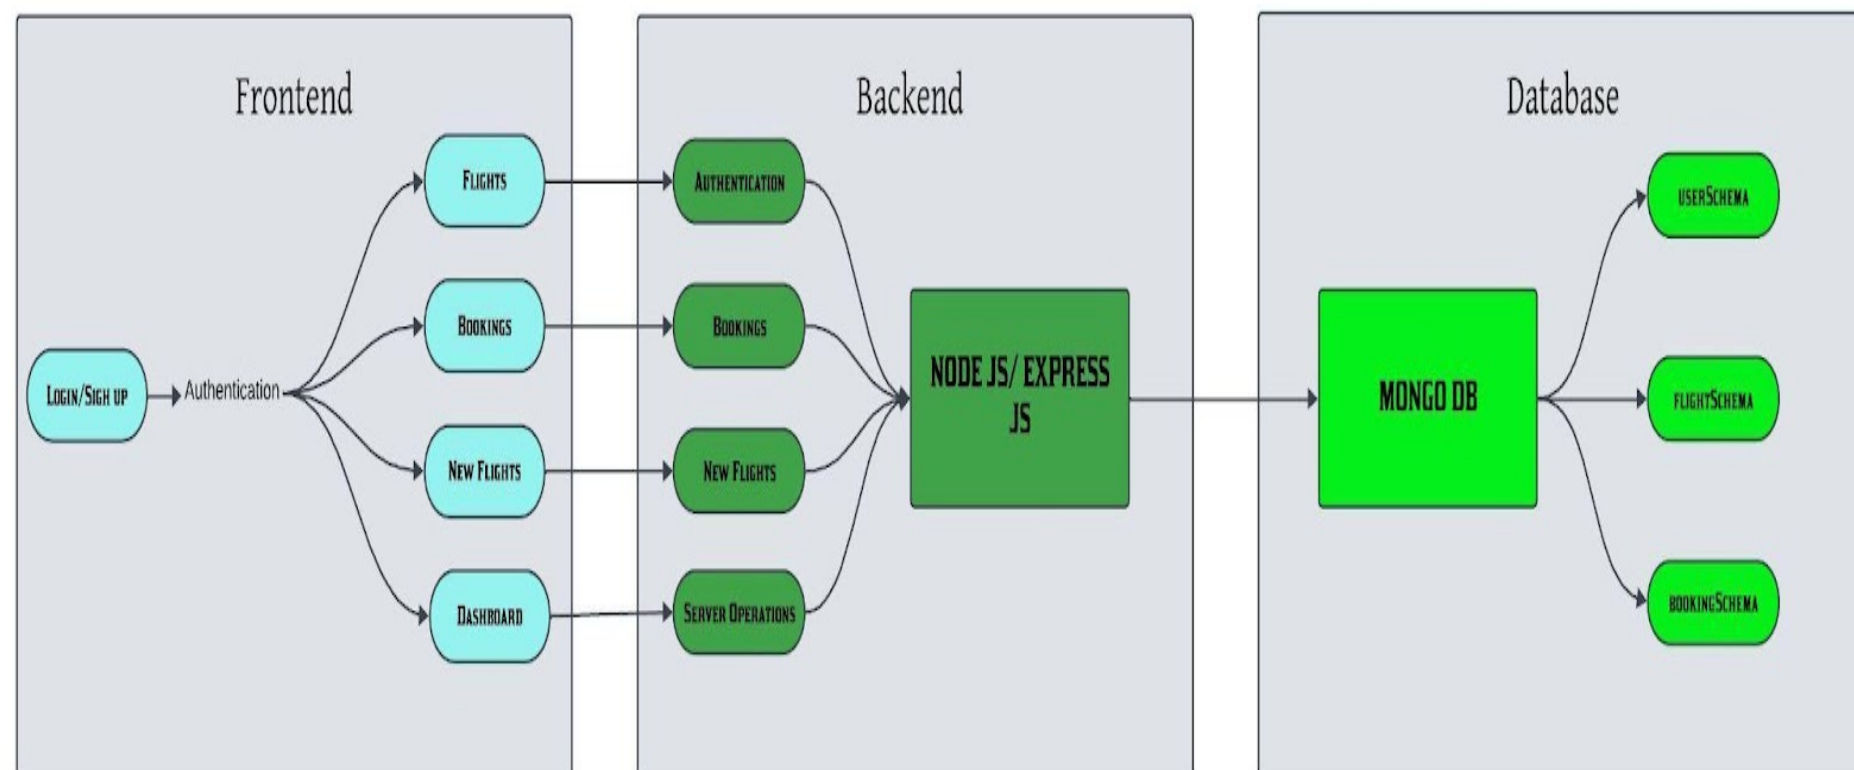 Frontend
Login/Sigh up
Authentication
Flights
Bookings
New Flights
Dashboard
Backend
Authentication
Bookings
New Flights
Server Operations
NODE JS/ EXPRESS
JS
Database
MONGO DB
userSchema
flightSchema
bookingSchema